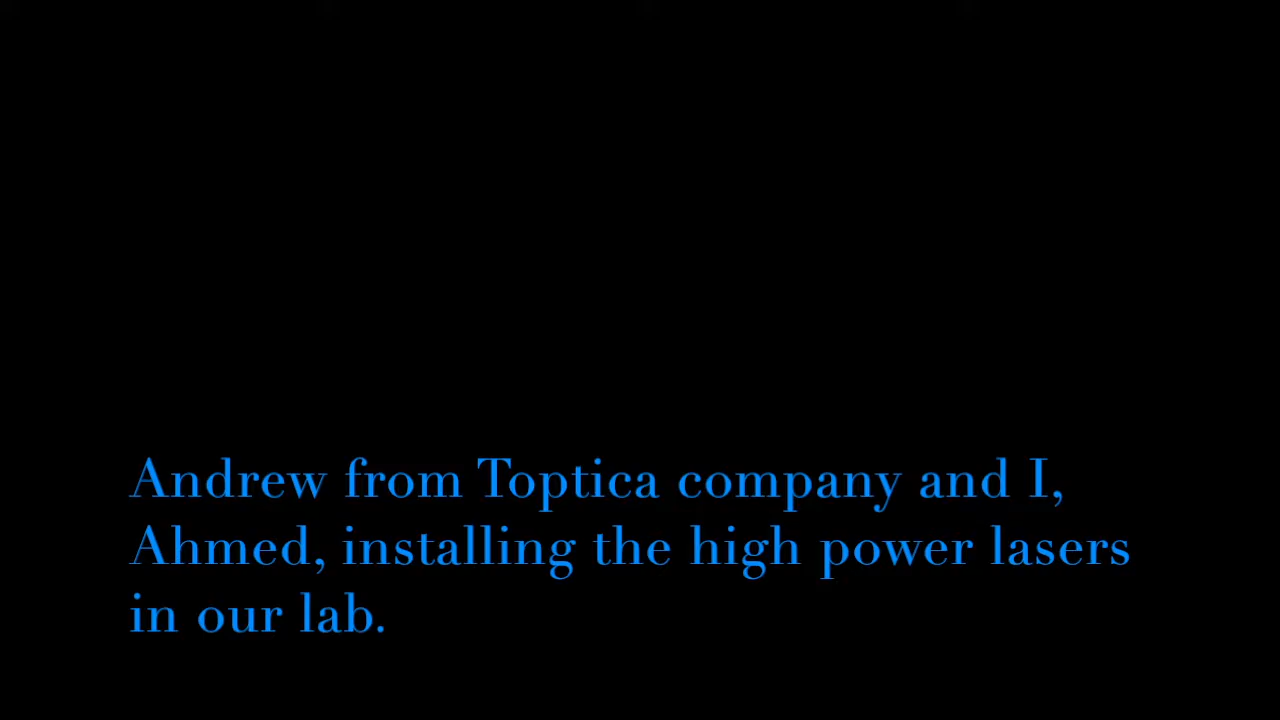 Andrew from Toptica company and I,
Ahmed, installing the high power lasers
in our lab.